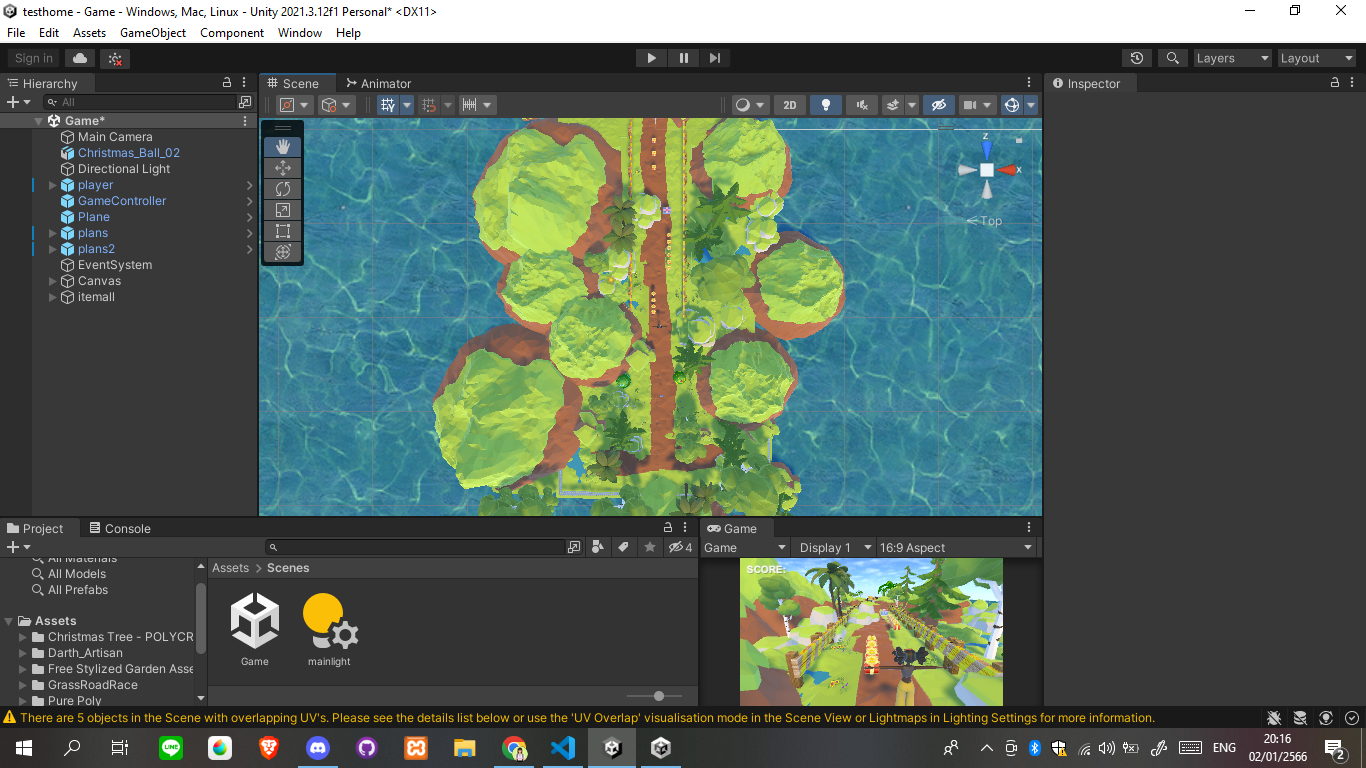 testhome - Game - Windows, Mac, Linux - Unity 2021.3.12f1 Personal* <DX11>
File Edit Assets GameObject Component Window Help
Sign in
Layers
Layout
Hierarchy
All
Game*
Main Camera
Christmas_Ball_02
Directional Light
player
GameController
Plane
plans
plans2
EventSystem
Canvas
itemall
Scene
Animator
2D
z
x
Top
Inspector
Project
Console
4
All Materials
All Models
All Prefabs
Assets
Christmas Tree - POLYCR
Darth_Artisan
Free Stylized Garden Asse
GrassRoadRace
Pure Poly
Assets > Scenes
Game
mainlight
Game
Game
Display 1
16:9 Aspect
SCORE:
There are 5 objects in the Scene with overlapping UV's. Please see the details list below or use the 'UV Overlap' visualisation mode in the Scene View or Lightmaps in Lighting Settings for more information.
LINE
ENG
20:16
02/01/2566
2